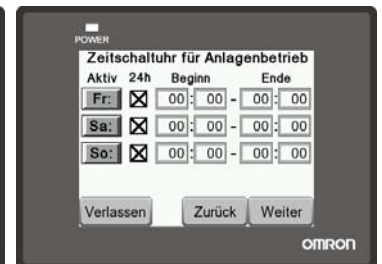 POWER
Zeitschaltuhr für Anlagenbetrieb
Aktiv 24h Beginn Ende
Fr: 00 : 00 - 00 : 00
Sa: 00 : 00 - 00 : 00
So: 00 : 00 - 00 : 00
Verlassen Zurück Weiter
OMRON